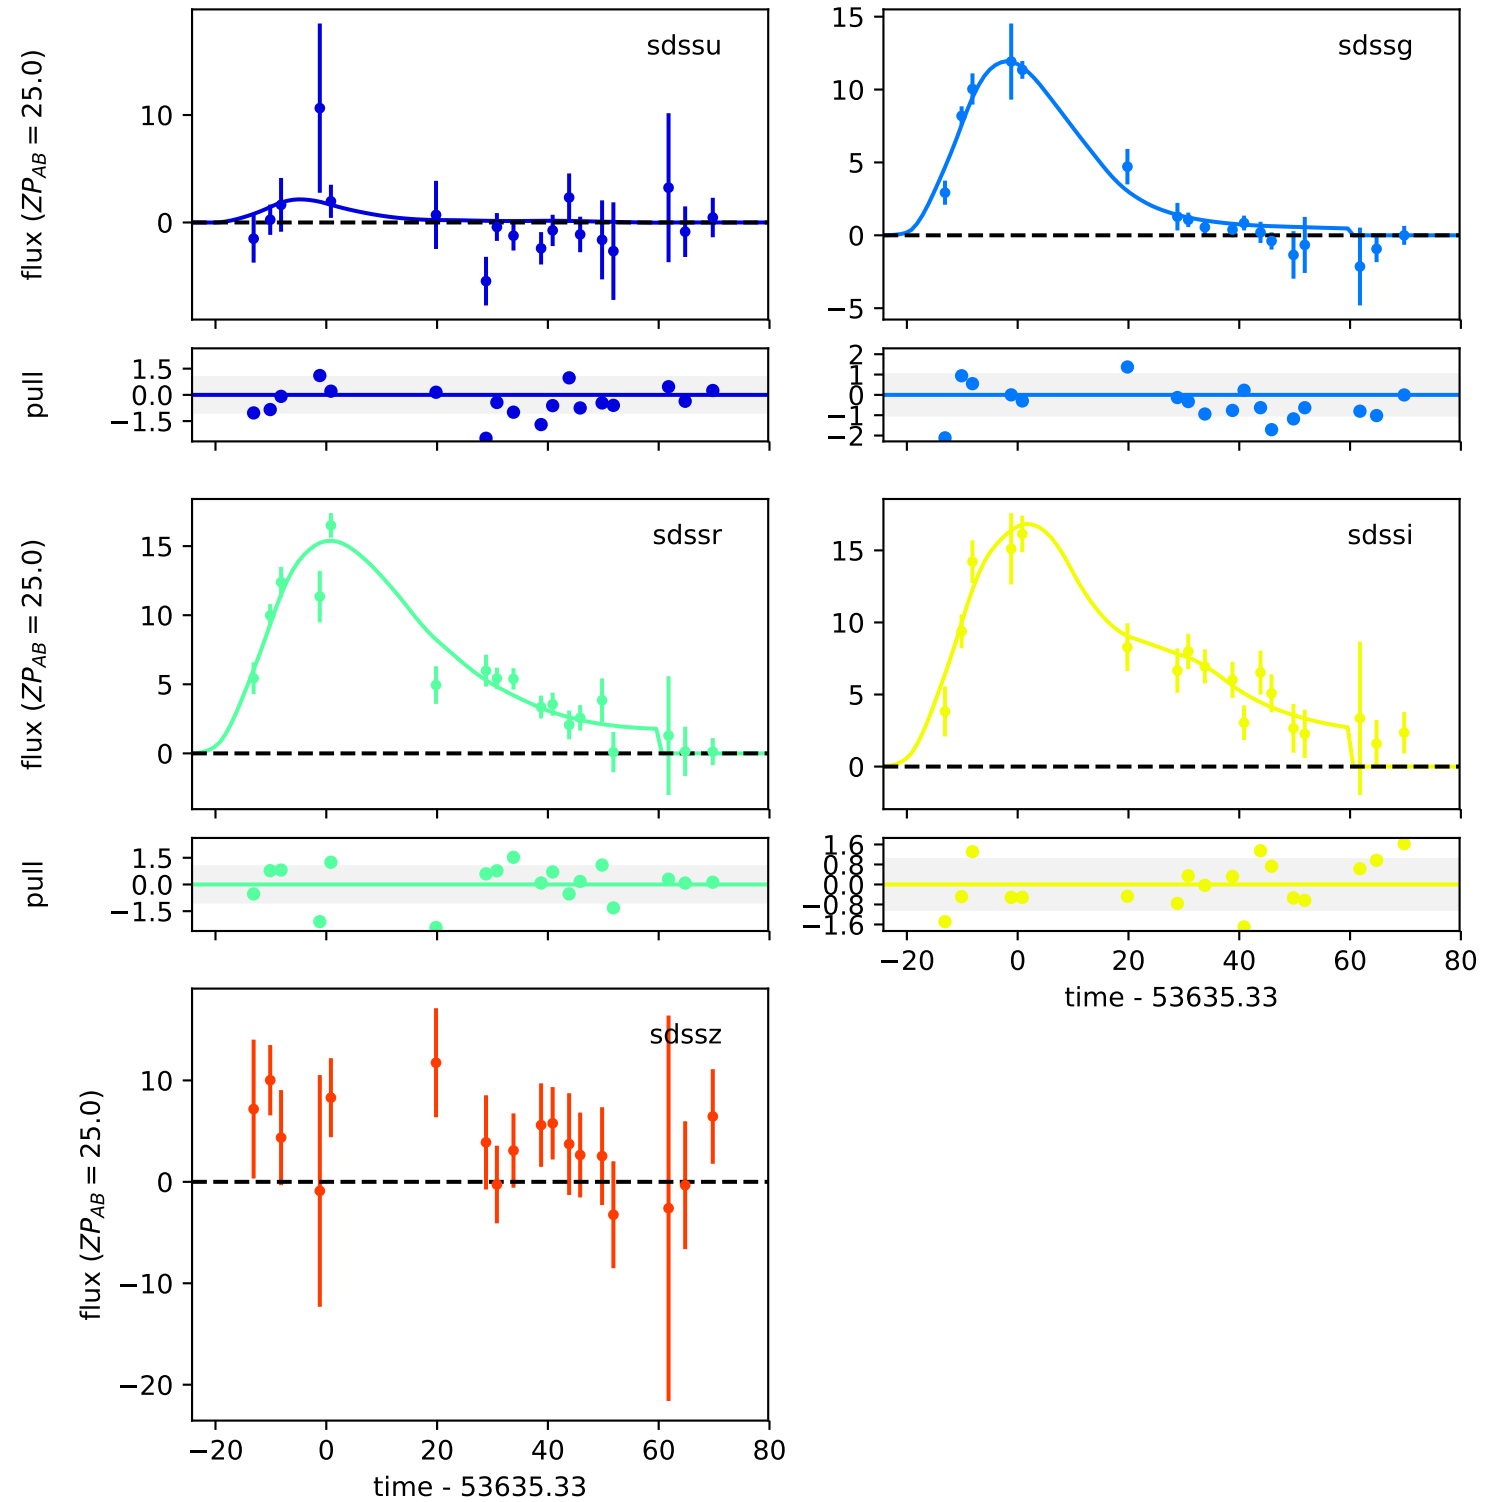 sdssu
flux (ZP_AB = 25.0)
10
0
sdssg
15
10
5
0
−5
pull
1.5
0.0
−1.5
2
1
0
−1
−2
sdssr
flux (ZP_AB = 25.0)
15
10
5
0
sdssi
15
10
5
0
pull
1.5
0.0
−1.5
1.6
0.8
0.0
−0.8
−1.6
−20 0 20 40 60 80
time - 53635.33
sdssz
flux (ZP_AB = 25.0)
10
0
−10
−20
−20 0 20 40 60 80
time - 53635.33